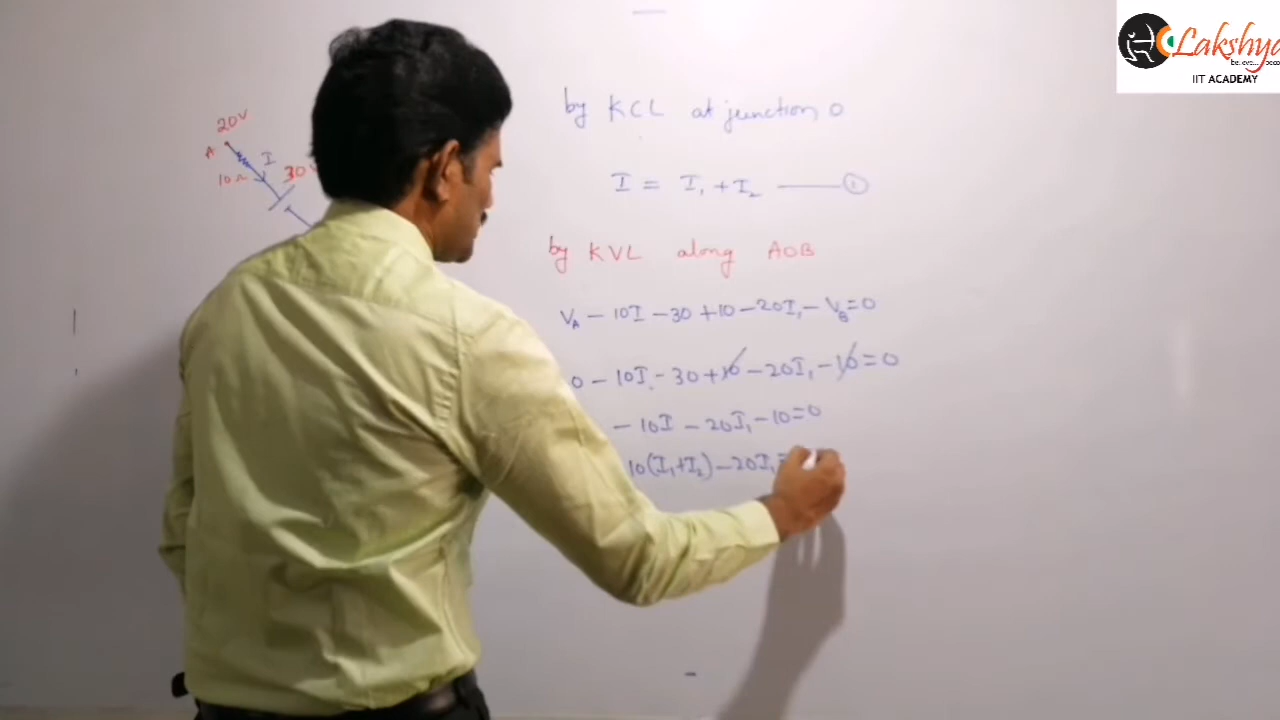 Lakshya
IIT ACADEMY
20V
A
I
10Ω
30
by KCL at junction O
I = I₁ + I₂ ——— ①
by KVL along AOB
V_A − 10I − 30 + 10 − 20I₁ − V_B = 0
0 − 10I − 30 + 10 − 20I₁ − 10 = 0
− 10I − 20I₁ − 10 = 0
10(I₁+I₂) − 20I₁ =